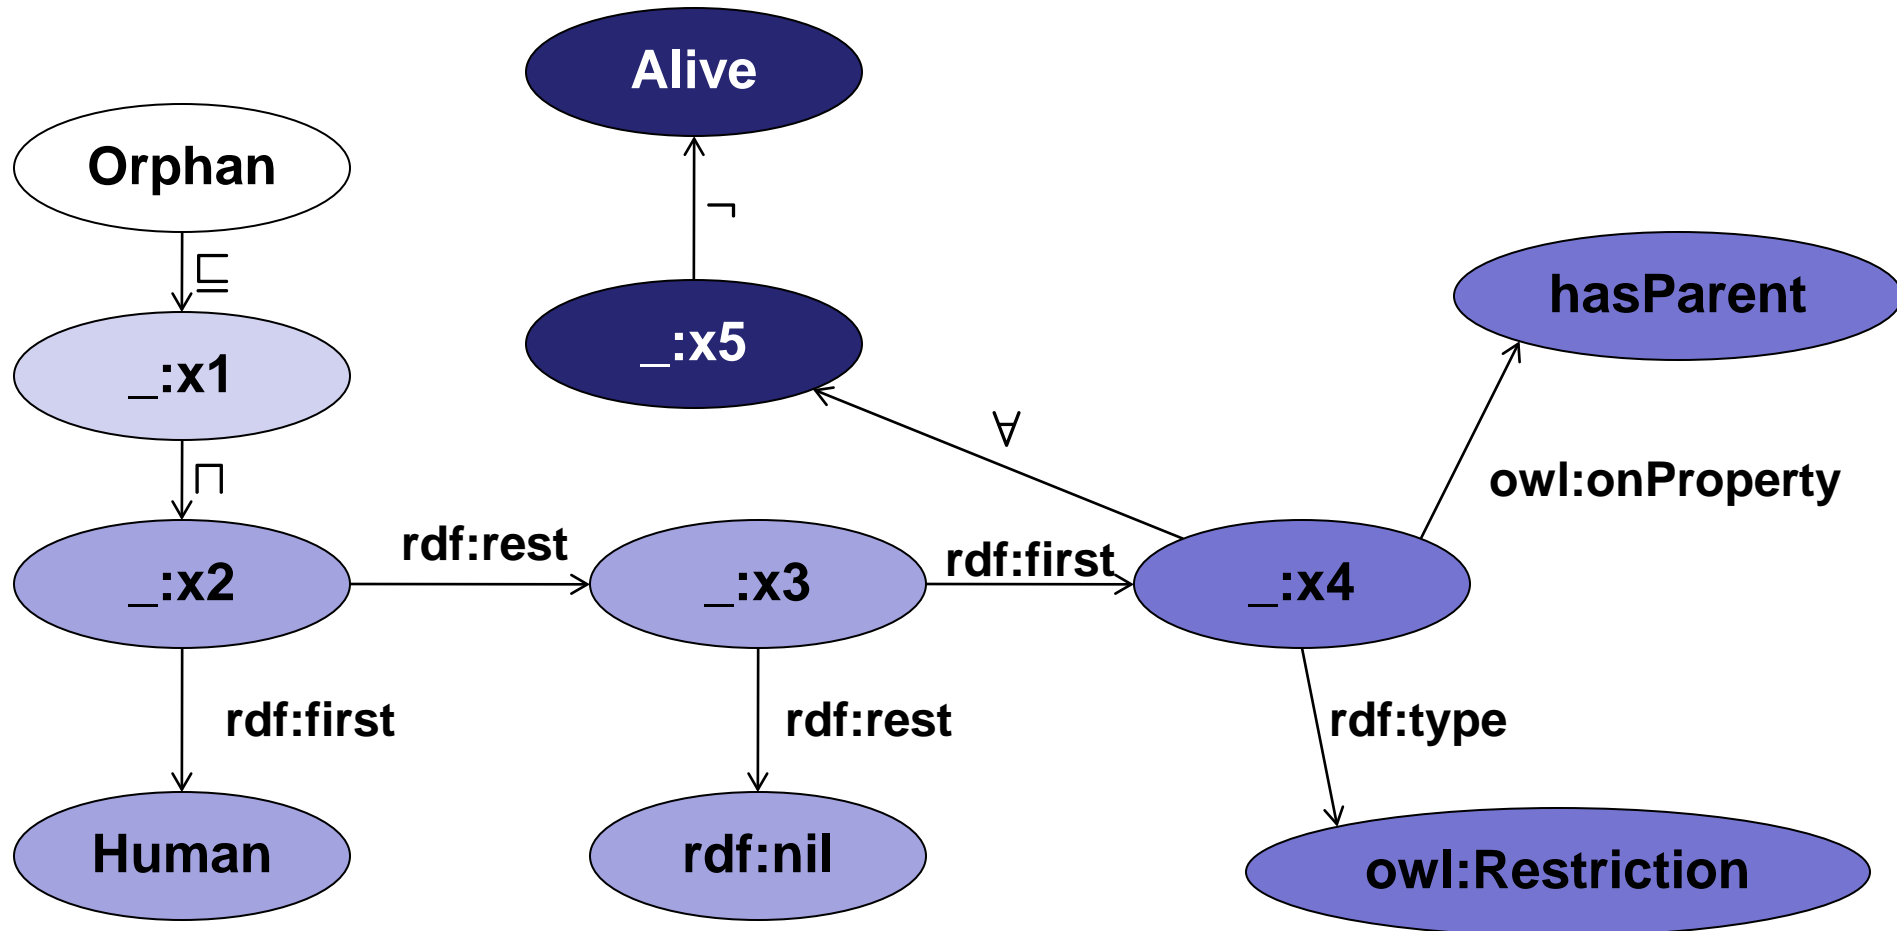 Alive
Orphan
¬
⊑
hasParent
_:x5
_:x1
∀
⊓
owl:onProperty
rdf:rest
rdf:first
_:x2
_:x3
_:x4
rdf:first
rdf:rest
rdf:type
Human
rdf:nil
owl:Restriction